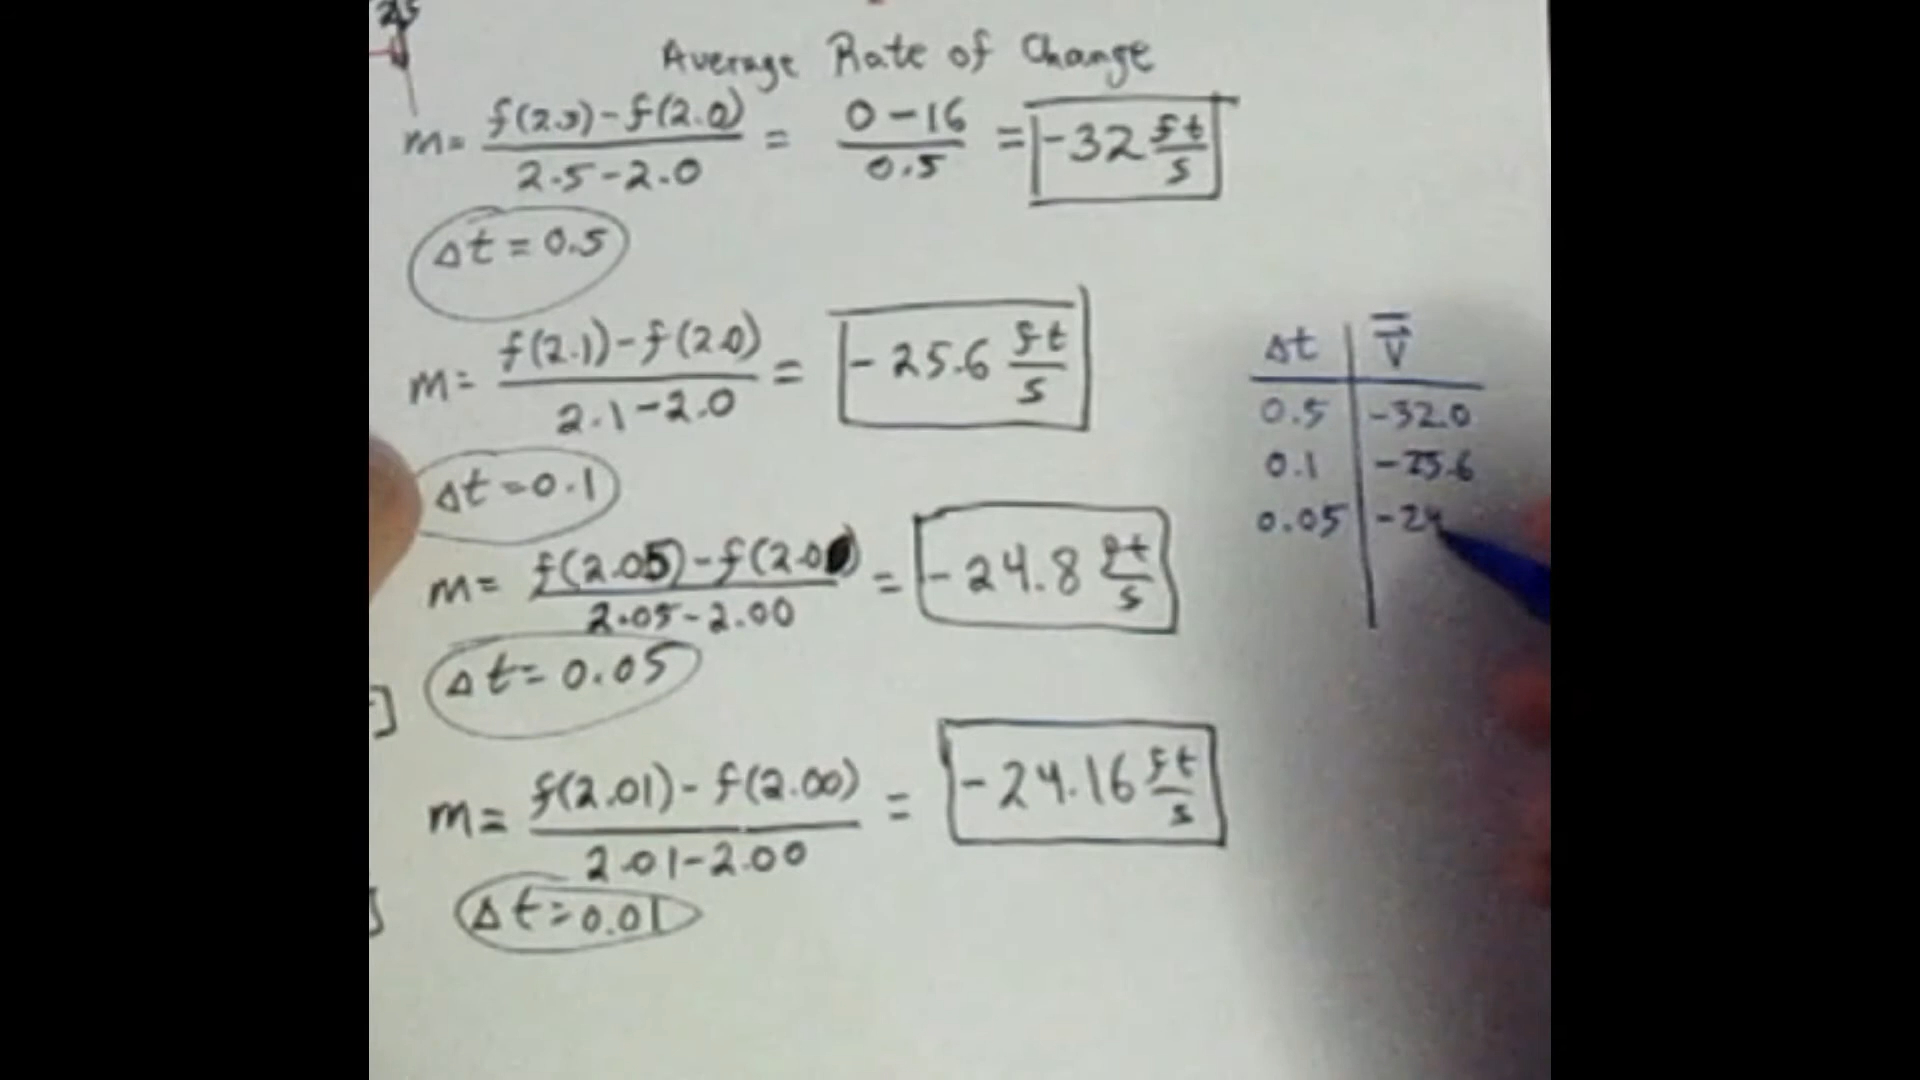 Average Rate of Change
m = f(2.5) - f(2.0) / 2.5 - 2.0 = 0 - 16 / 0.5 = -32 ft/s
Δt = 0.5
m = f(2.1) - f(2.0) / 2.1 - 2.0 = -25.6 ft/s
Δt = 0.1
m = f(2.05) - f(2.00) / 2.05 - 2.00 = -24.8 ft/s
Δt = 0.05
m = f(2.01) - f(2.00) / 2.01 - 2.00 = -24.16 ft/s
Δt = 0.01
Δt V
0.5 -32.0
0.1 -25.6
0.05 -24